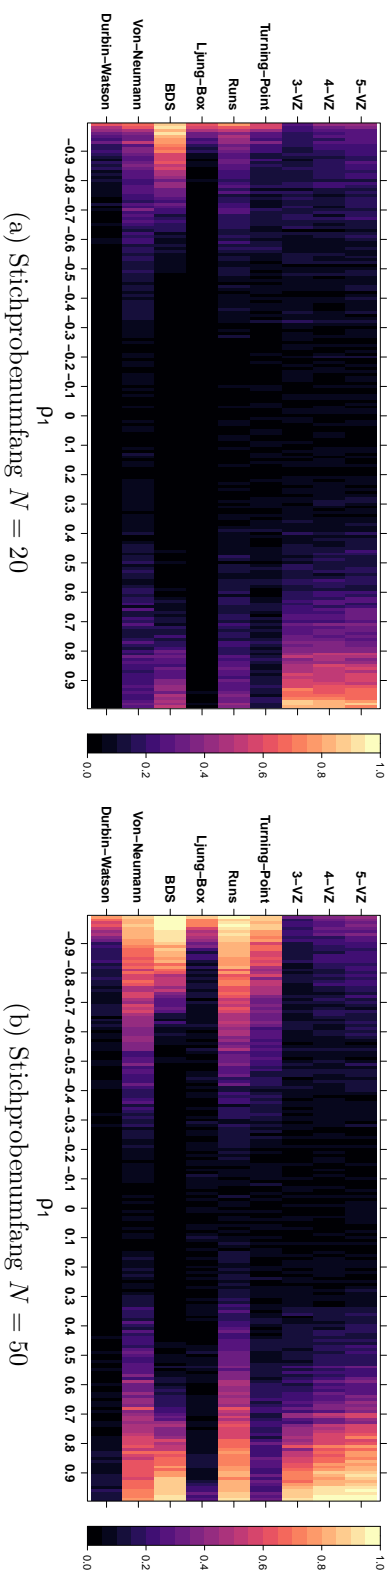 5−VZ
4−VZ
3−VZ
Turning−Point
Runs
Ljung−Box
BDS
Von−Neumann
Durbin−Watson
−0.9 −0.8 −0.7 −0.6 −0.5 −0.4 −0.3 −0.2 −0.1 0 0.1 0.2 0.3 0.4 0.5 0.6 0.7 0.8 0.9
ρ1
0.0 0.2 0.4 0.6 0.8 1.0
(a) Stichprobenumfang N = 20
5−VZ
4−VZ
3−VZ
Turning−Point
Runs
Ljung−Box
BDS
Von−Neumann
Durbin−Watson
−0.9 −0.8 −0.7 −0.6 −0.5 −0.4 −0.3 −0.2 −0.1 0 0.1 0.2 0.3 0.4 0.5 0.6 0.7 0.8 0.9
ρ1
0.0 0.2 0.4 0.6 0.8 1.0
(b) Stichprobenumfang N = 50